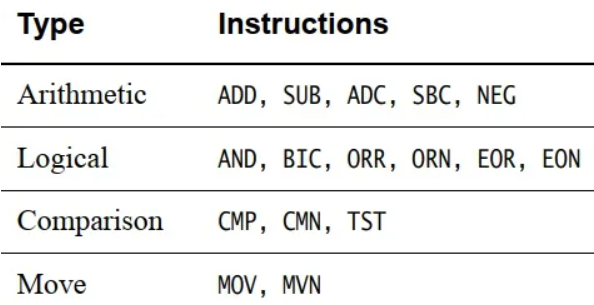 Type Instructions
Arithmetic ADD, SUB, ADC, SBC, NEG
Logical AND, BIC, ORR, ORN, EOR, EON
Comparison CMP, CMN, TST
Move MOV, MVN